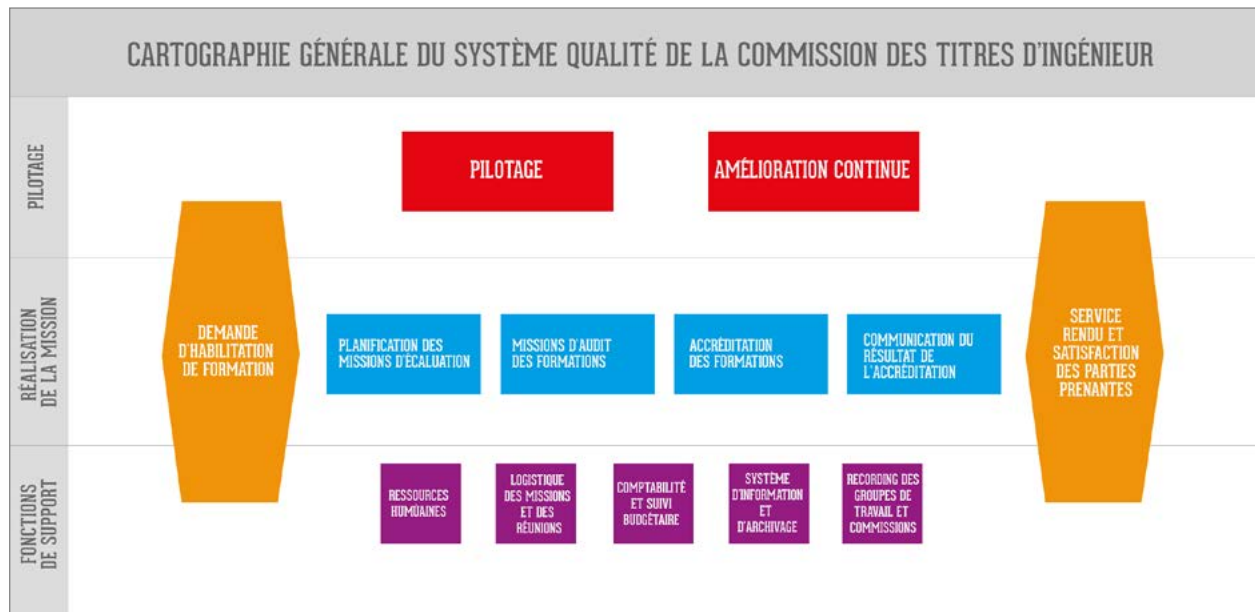 CARTOGRAPHIE GÉNÉRALE DU SYSTÈME QUALITÉ DE LA COMMISSION DES TITRES D'INGÉNIEUR
PILOTAGE
PILOTAGE
AMÉLIORATION CONTINUE
RÉALISATION
DE LA MISSION
DEMANDE
D'HABILITATION
DE FORMATION
PLANIFICATION DES
MISSIONS D'ÉCALUATION
MISSIONS D'AUDIT
DES FORMATIONS
ACCRÉDITATION
DES FORMATIONS
COMMUNICATION DU
RÉSULTAT DE
L'ACCRÉDITATION
SERVICE
RENDU ET
SATISFACTION
DES PARTIES
PRENANTES
FONCTIONS
DE SUPPORT
RESSOURCES
HUMÙAINES
LOGISTIQUE
DES MISSIONS
ET DES
RÉUNIONS
COMPTABILITÉ
ET SUIVI
BUDGÉTAIRE
SYSTÈME
D'INFORMATION
ET
D'ARCHIVAGE
RECORDING DES
GROUPES DE
TRAVAIL ET
COMMISSIONS